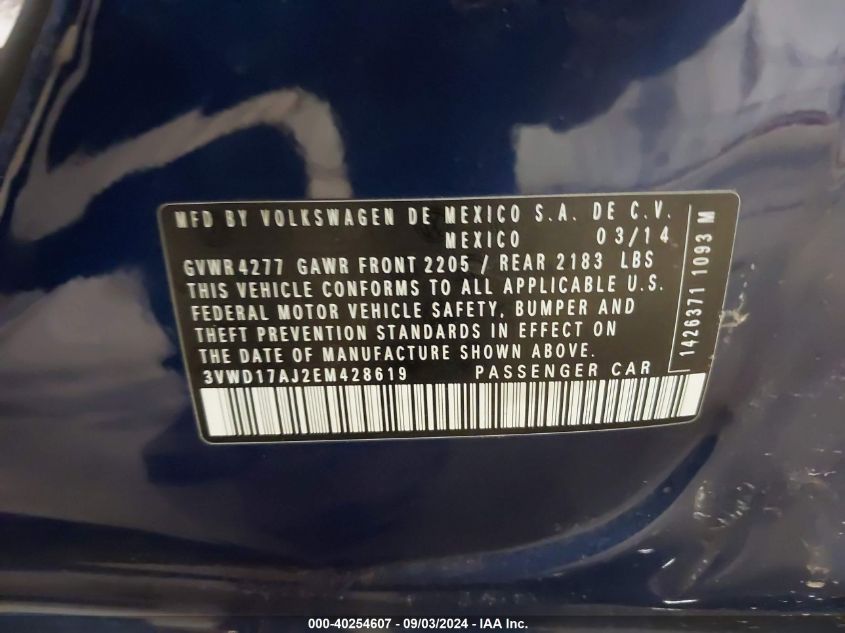 MFD BY VOLKSWAGEN DE MEXICO S.A. DE C.V.
MEXICO 03/14
GVWR4277 GAWR FRONT 2205 / REAR 2183 LBS
THIS VEHICLE CONFORMS TO ALL APPLICABLE U.S.
FEDERAL MOTOR VEHICLE SAFETY, BUMPER AND
THEFT PREVENTION STANDARDS IN EFFECT ON
THE DATE OF MANUFACTURE SHOWN ABOVE.
3VWD17AJ2EM428619 PASSENGER CAR
1426371 1093 M
000-40254607 - 09/03/2024 - IAA Inc.